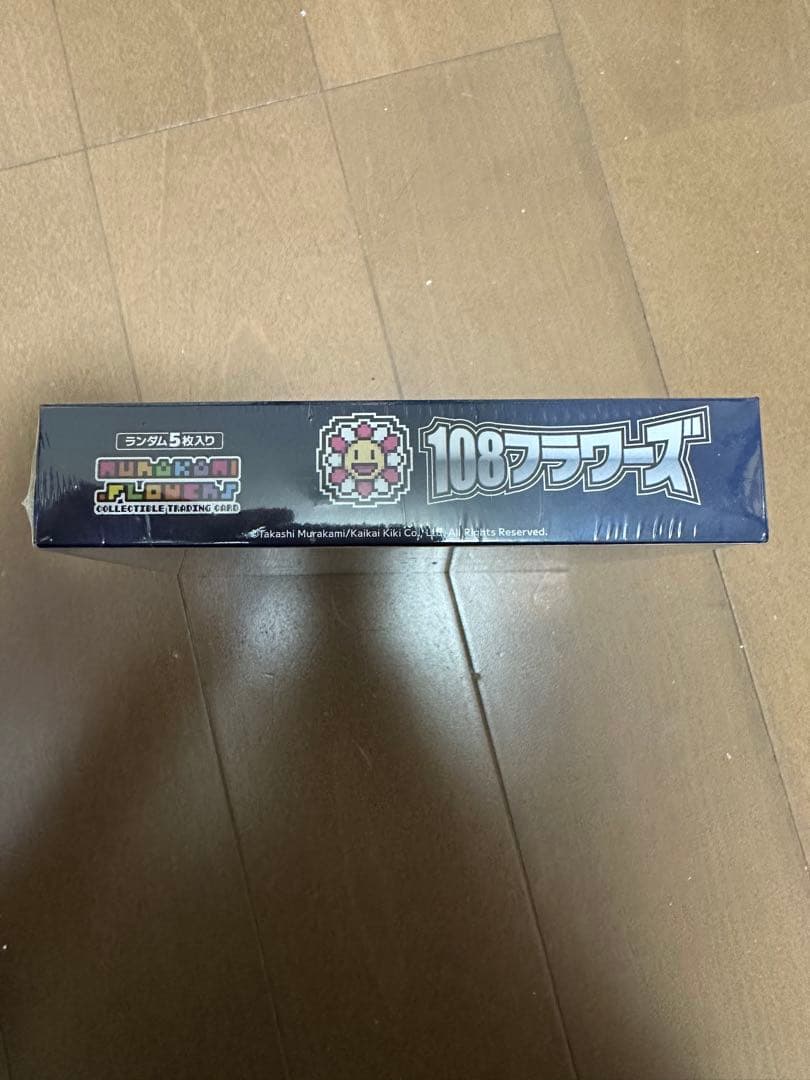 ランダム5枚入り
MURAKAMI
.FLOWERS
COLLECTIBLE TRADING CARD
108フラワーズ
©Takashi Murakami/Kaikai Kiki Co., Ltd. All Rights Reserved.